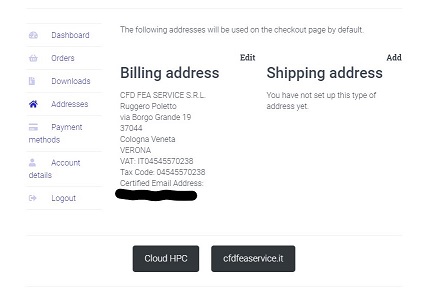 The following addresses will be used on the checkout page by default.
Dashboard
Orders
Downloads
Addresses
Payment
methods
Account
details
Logout
Edit
Billing address
CFD FEA SERVICE S.R.L.
Ruggero Poletto
via Borgo Grande 19
37044
Cologna Veneta
VERONA
VAT: IT04545570238
Tax Code: 04545570238
Certified Email Address:
Add
Shipping address
You have not set up this type of
address yet.
Cloud HPC
cfdfeaservice.it